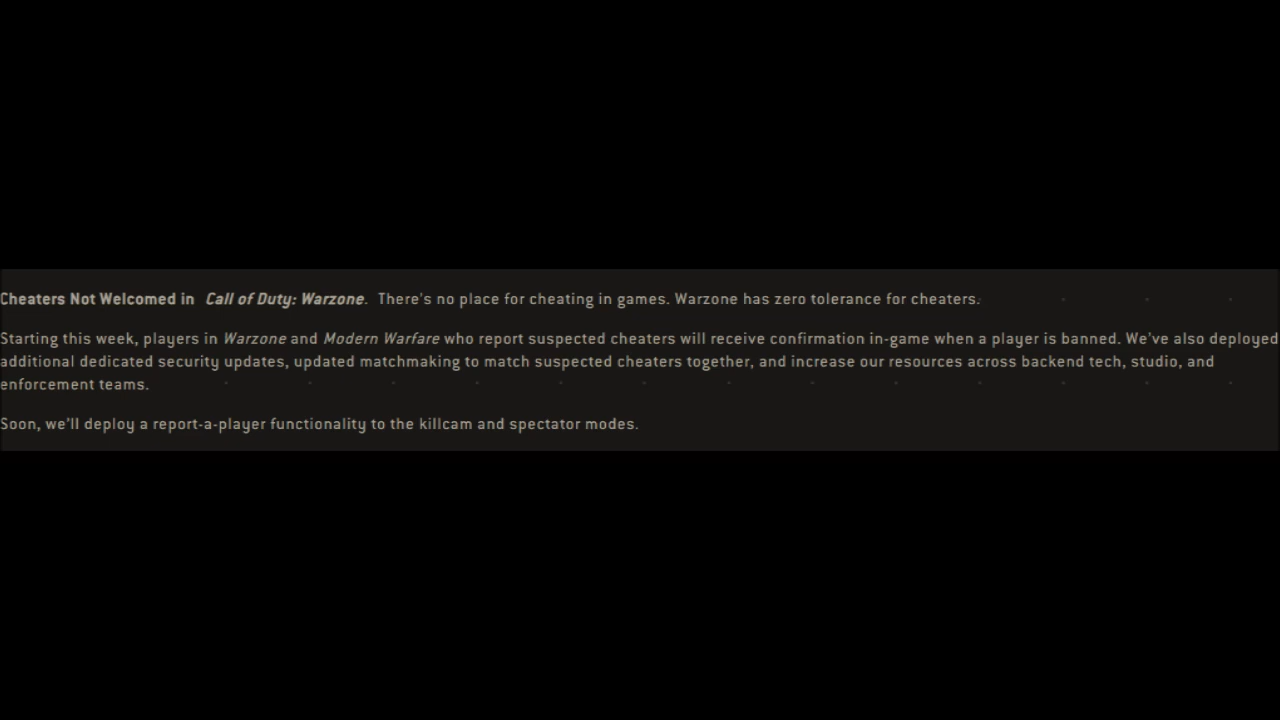 Cheaters Not Welcomed in Call of Duty: Warzone. There's no place for cheating in games. Warzone has zero tolerance for cheaters.
Starting this week, players in Warzone and Modern Warfare who report suspected cheaters will receive confirmation in-game when a player is banned. We've also deployed
additional dedicated security updates, updated matchmaking to match suspected cheaters together, and increase our resources across backend tech, studio, and
enforcement teams.
Soon, we'll deploy a report-a-player functionality to the killcam and spectator modes.